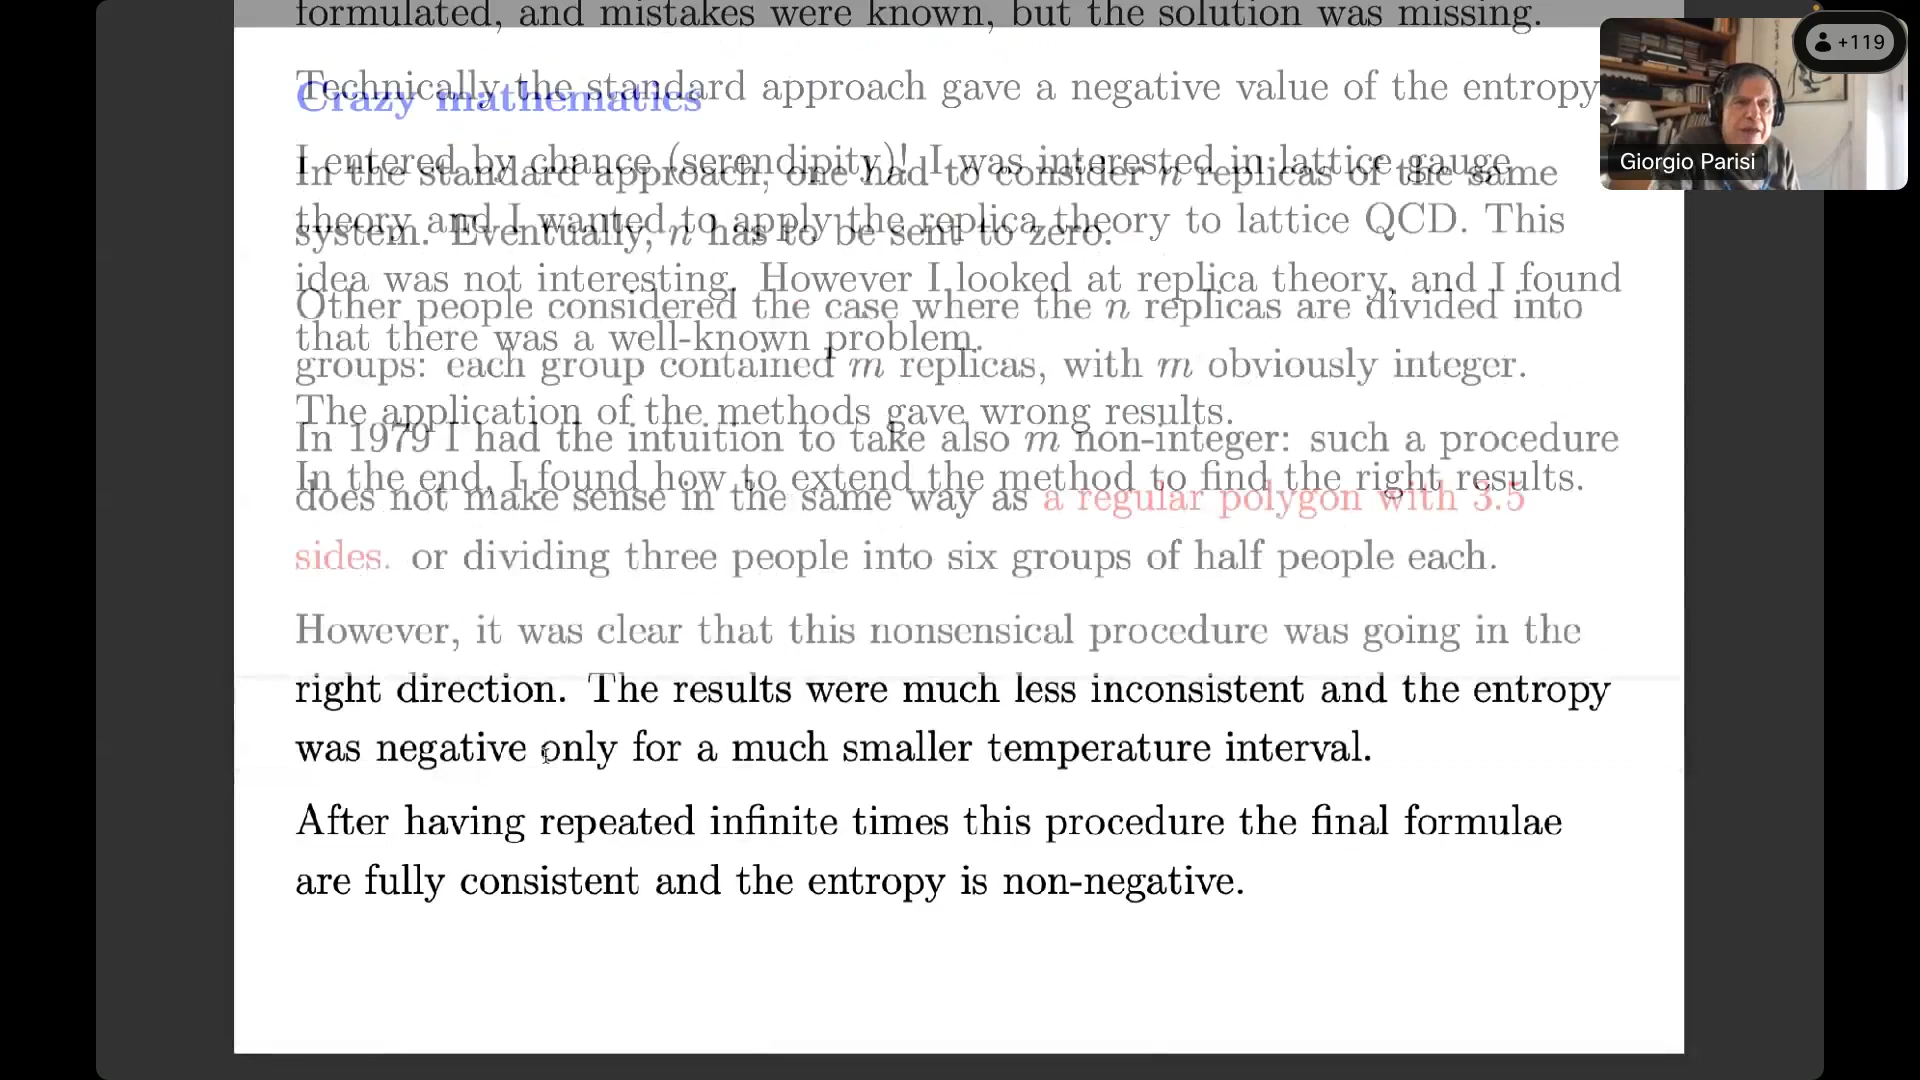 formulated, and mistakes were known, but the solution was missing.
Technically the standard approach gave a negative value of the entropy
I entered by chance (serendipity)! I was interested in lattice gauge
theory and I wanted to apply the replica theory to lattice QCD. This
idea was not interesting. However I looked at replica theory, and I found
that there was a well-known problem.
The application of the methods gave wrong results.
In the end, I found how to extend the method to find the right results.
Crazy mathematics
In the standard approach, one had to consider n replicas of the same
system. Eventually, n has to be sent to zero.
Other people considered the case where the n replicas are divided into
groups: each group contained m replicas, with m obviously integer.
In 1979 I had the intuition to take also m non-integer: such a procedure
does not make sense in the same way as a regular polygon with 3.5
sides. or dividing three people into six groups of half people each.
However, it was clear that this nonsensical procedure was going in the
right direction. The results were much less inconsistent and the entropy
was negative only for a much smaller temperature interval.
After having repeated infinite times this procedure the final formulae
are fully consistent and the entropy is non-negative.
+119
Giorgio Parisi